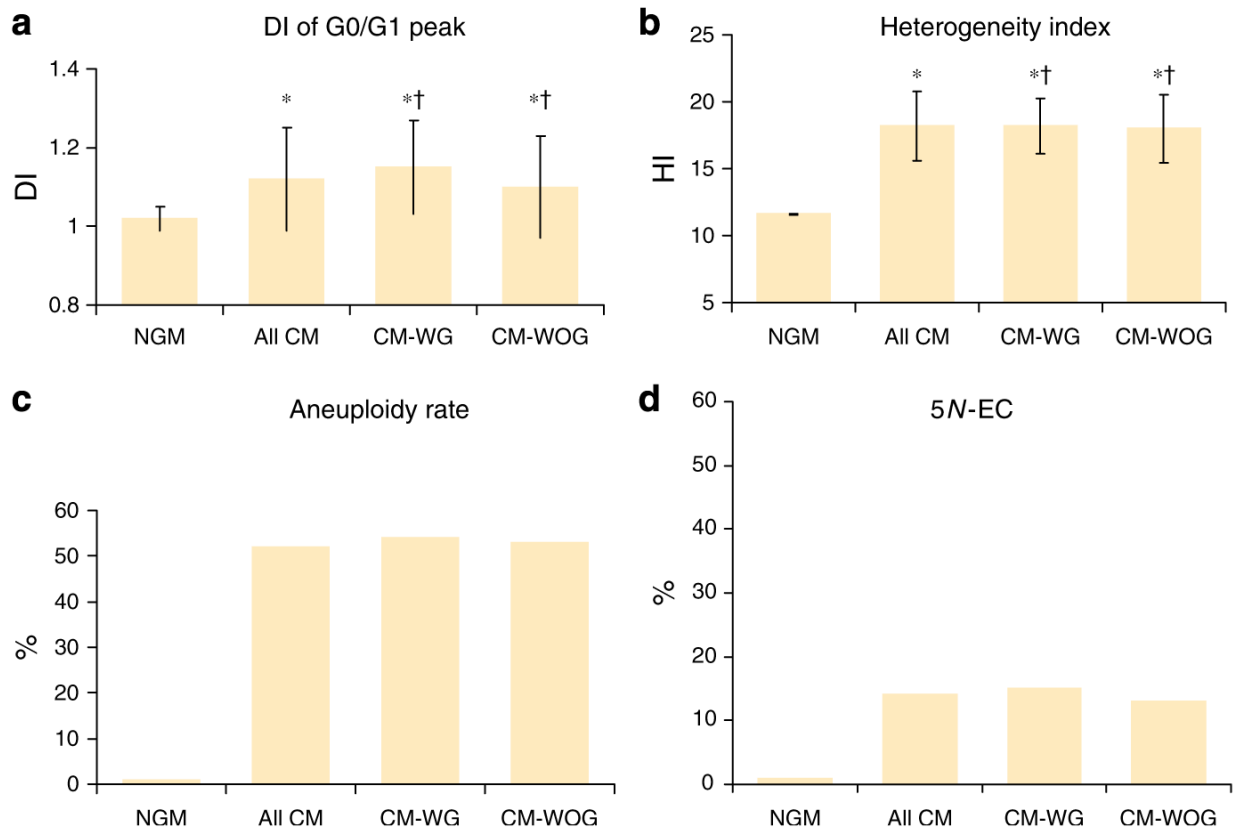 a
DI of G0/G1 peak
DI
1.4
1.2
1
0.8
*
*†
*†
NGM All CM CM-WG CM-WOG
b
Heterogeneity index
HI
25
20
15
10
5
*
*†
*†
NGM All CM CM-WG CM-WOG
c
Aneuploidy rate
%
60
50
40
30
20
10
0
NGM All CM CM-WG CM-WOG
d
5N-EC
%
60
50
40
30
20
10
0
NGM All CM CM-WG CM-WOG